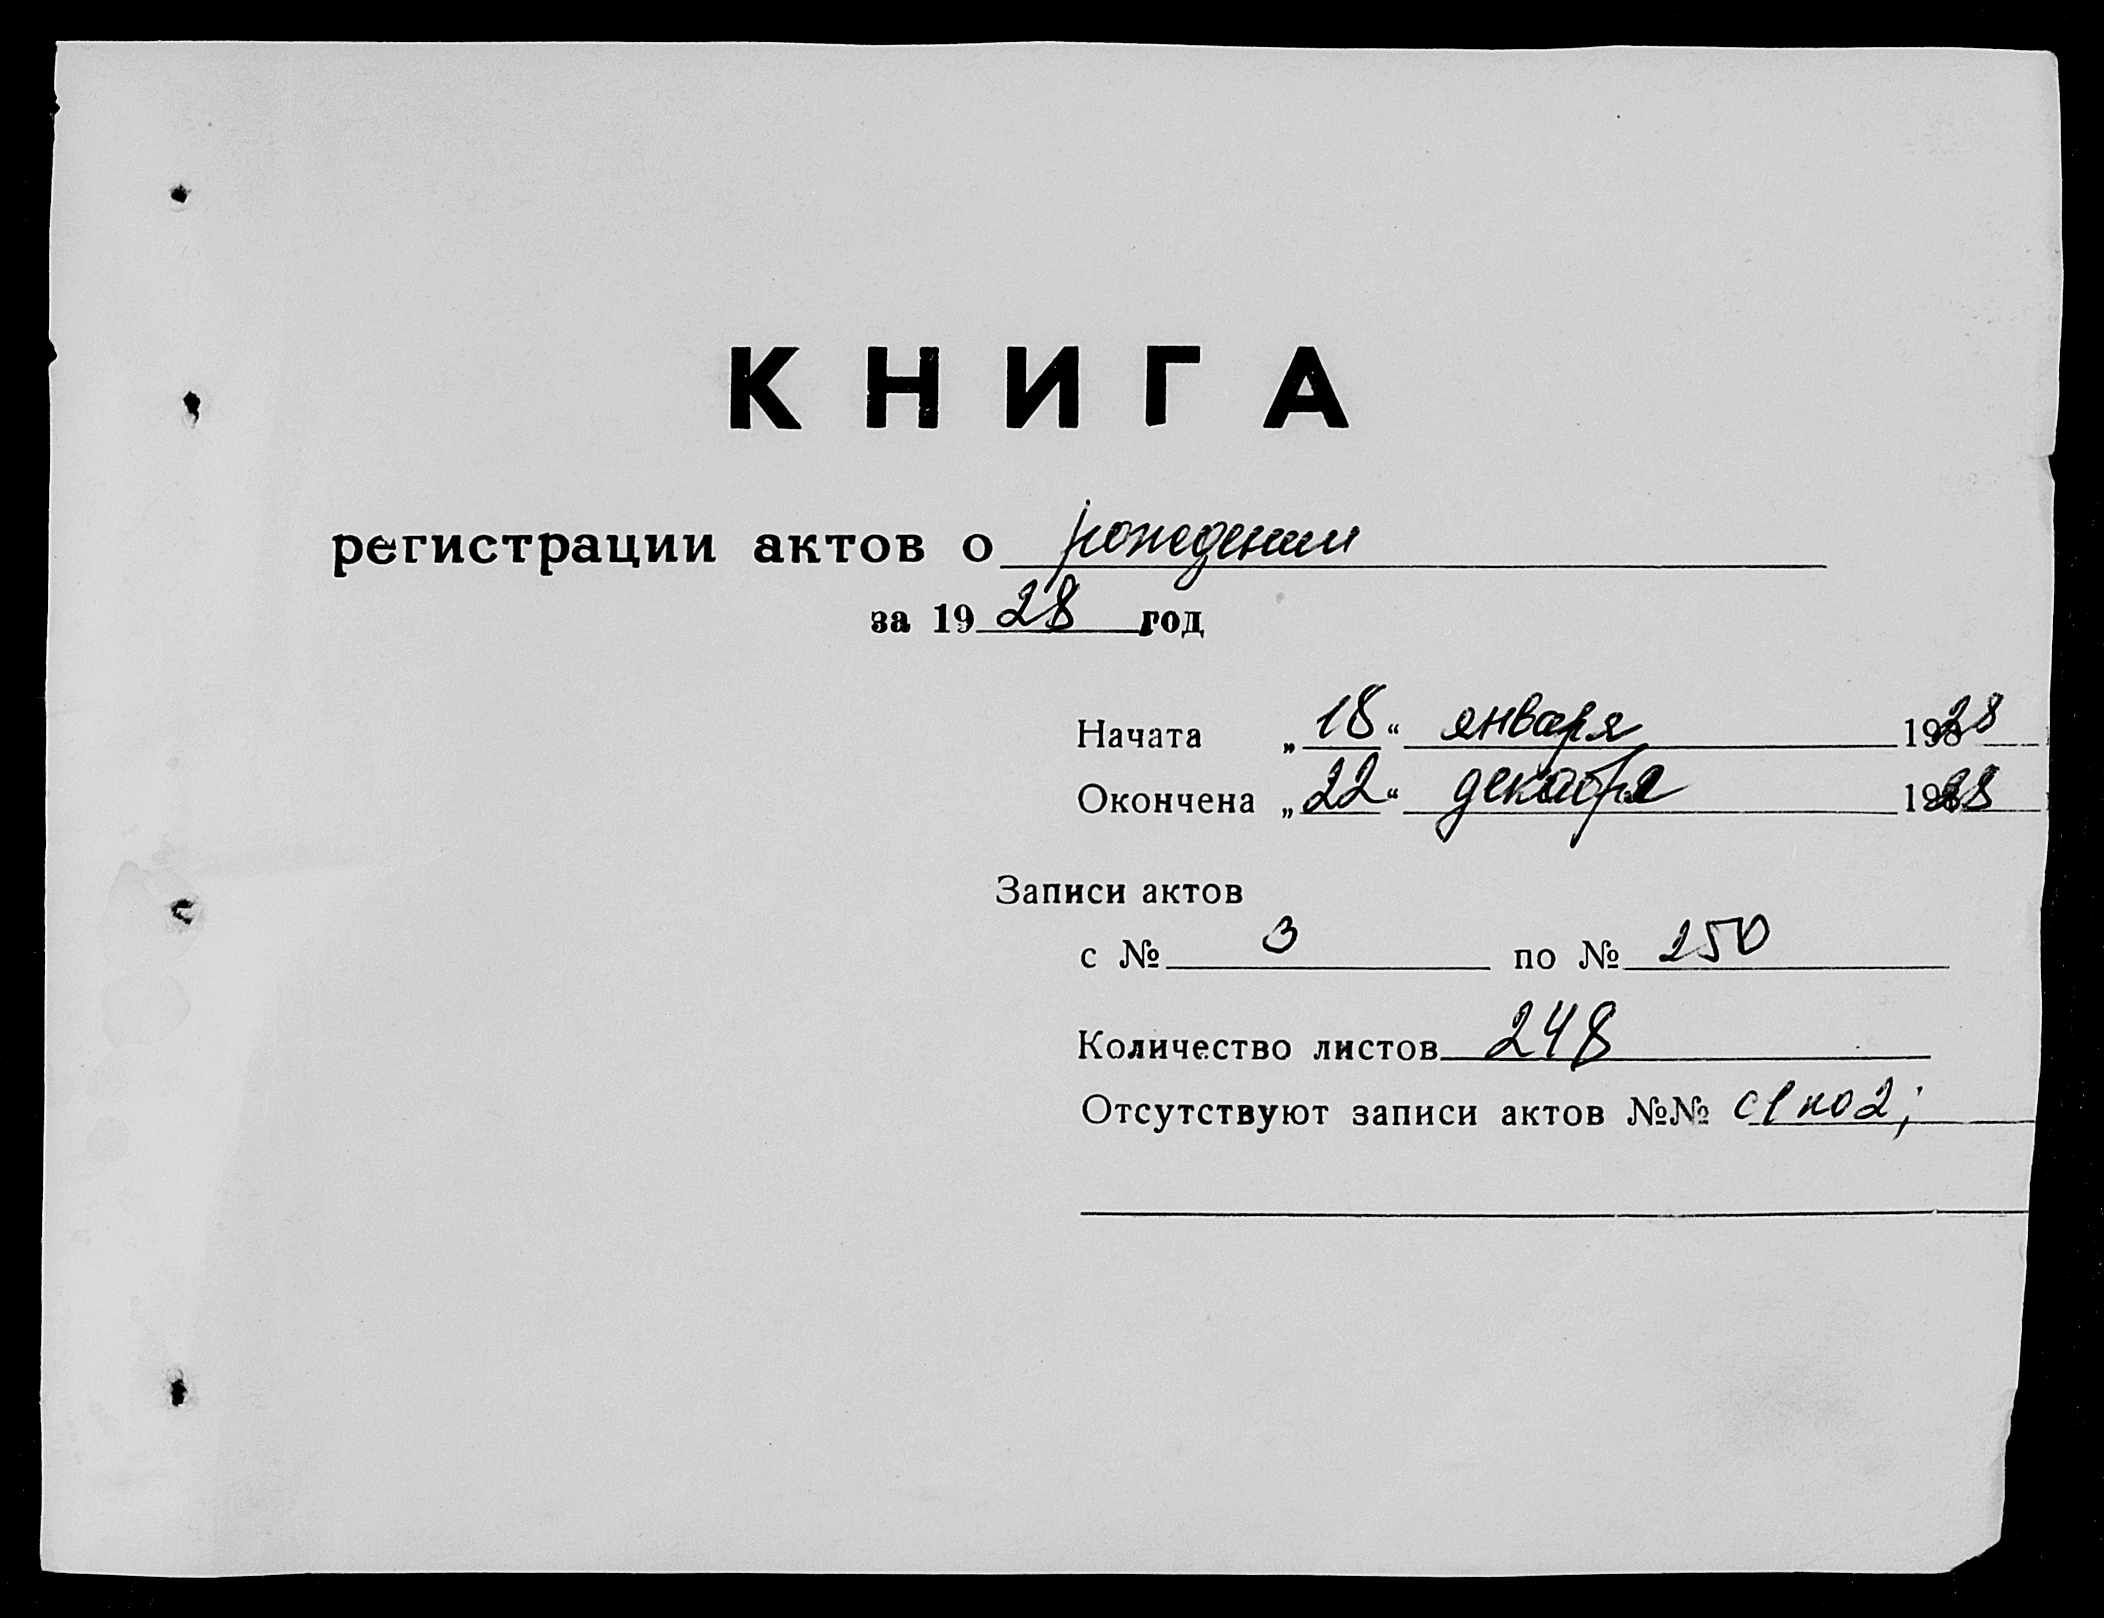 КНИГА
регистрации актов о рождении
за 1928 год
Начата „18“ января 1928
Окончена „22“ декабря 1928
Записи актов
с № 3 по № 250
Количество листов 248
Отсутствуют записи актов №№ с 1 по 2;